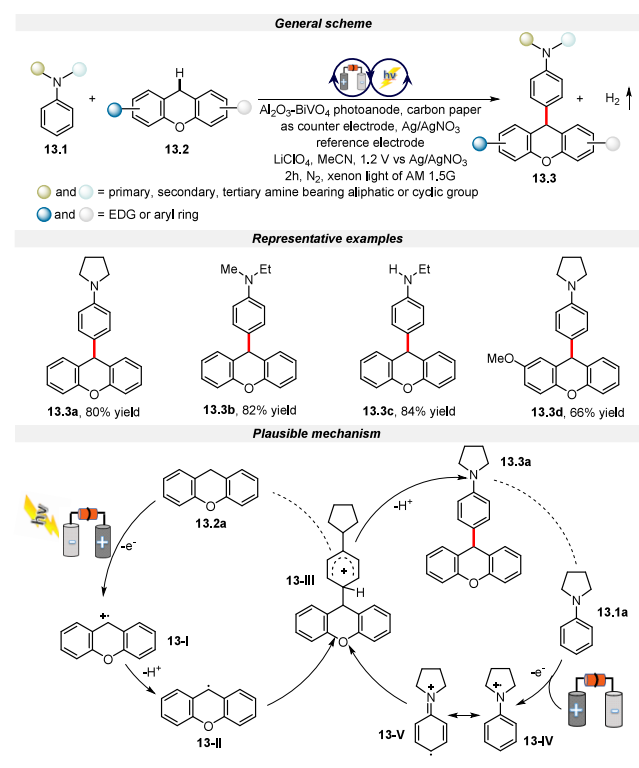 General scheme
H
N
N
hν
+
+ H₂
O
Al₂O₃-BiVO₄ photoanode, carbon paper
as counter electrode, Ag/AgNO₃
reference electrode
13.1
13.2
LiClO₄, MeCN, 1.2 V vs Ag/AgNO₃
O
2h, N₂, xenon light of AM 1.5G
13.3
and = primary, secondary, tertiary amine bearing aliphatic or cyclic group
and = EDG or aryl ring
Representative examples
N
Me N Et
H N Et
N
MeO
O
O
O
O
13.3a, 80% yield
13.3b, 82% yield
13.3c, 84% yield
13.3d, 66% yield
Plausible mechanism
13.3a
N
-H⁺
13.2a
O
hν
- +
-e⁻
13-III
+
H
O
O
N
13.1a
+•
13-I
O
-H⁺
-e⁻
+ -
•
13-II
O
+ N
+• N
13-V
13-IV
•